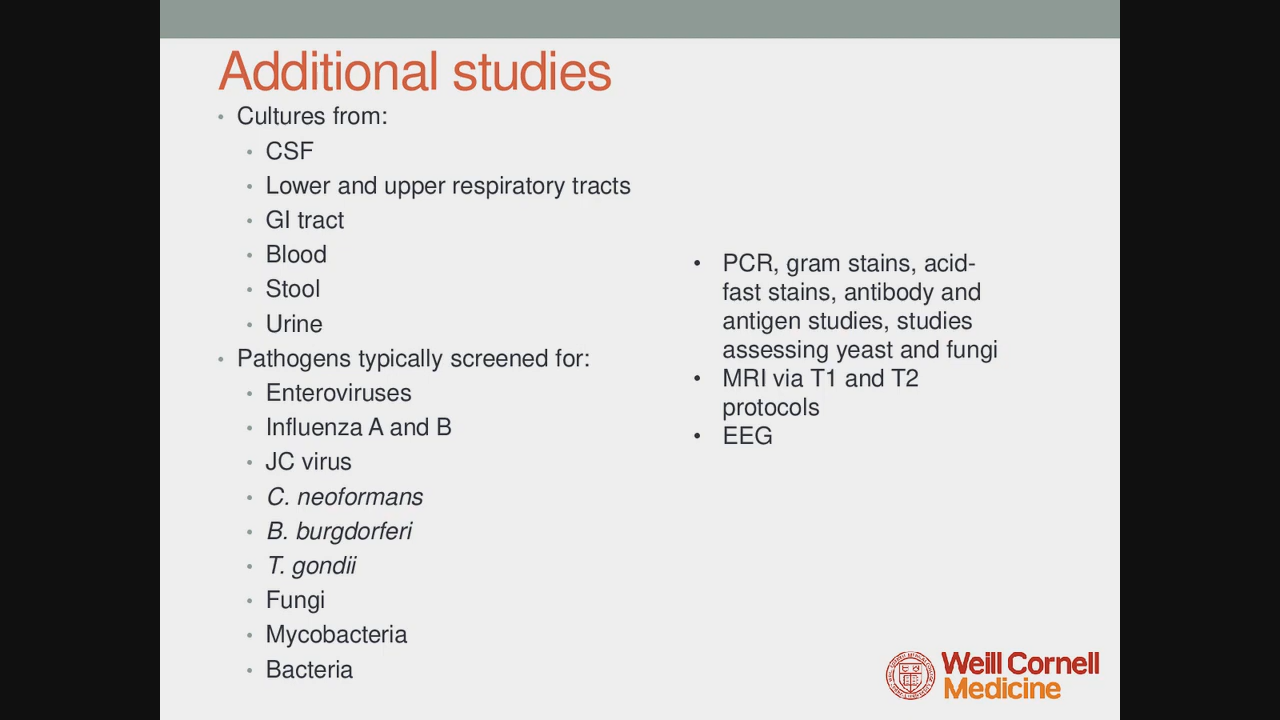 Additional studies
• Cultures from:
• CSF
• Lower and upper respiratory tracts
• GI tract
• Blood
• Stool
• Urine
• Pathogens typically screened for:
• Enteroviruses
• Influenza A and B
• JC virus
• C. neoformans
• B. burgdorferi
• T. gondii
• Fungi
• Mycobacteria
• Bacteria
• PCR, gram stains, acid-
fast stains, antibody and
antigen studies, studies
assessing yeast and fungi
• MRI via T1 and T2
protocols
• EEG
Weill Cornell
Medicine